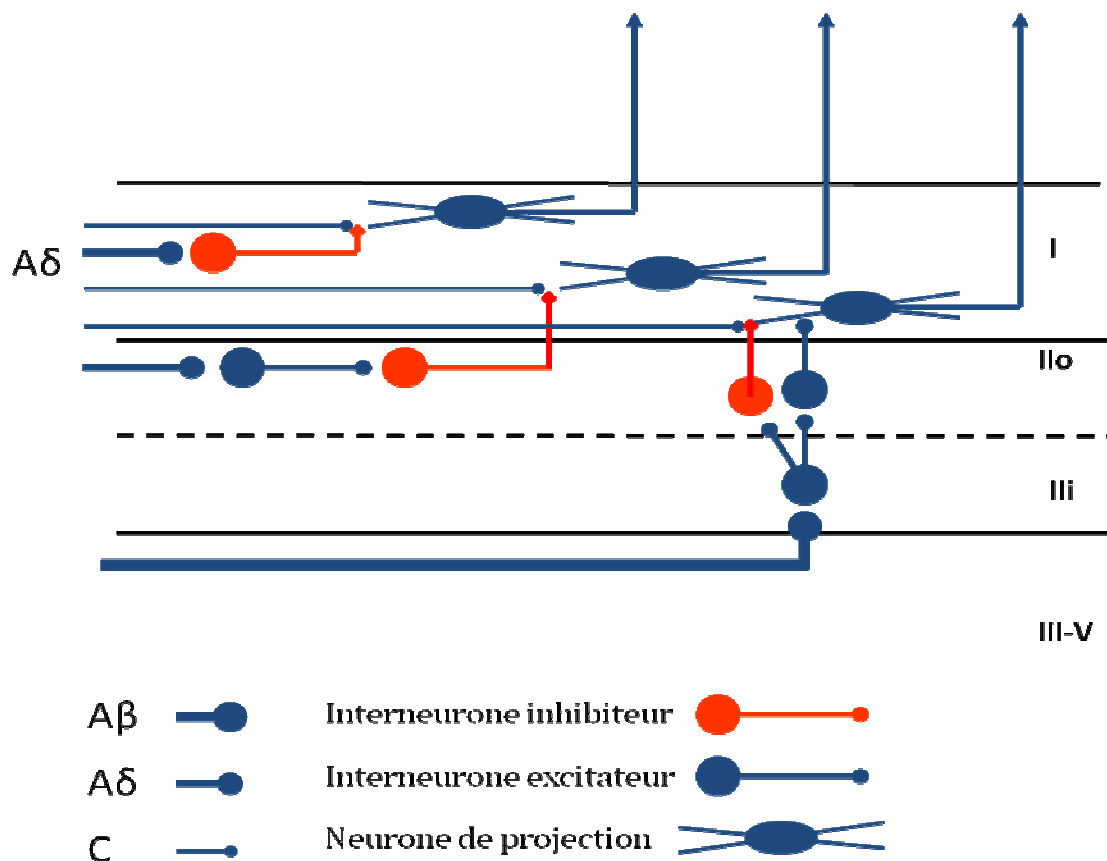 Aδ
I
IIo
IIi
III-V
Aβ Interneurone inhibiteur
Aδ Interneurone excitateur
C Neurone de projection